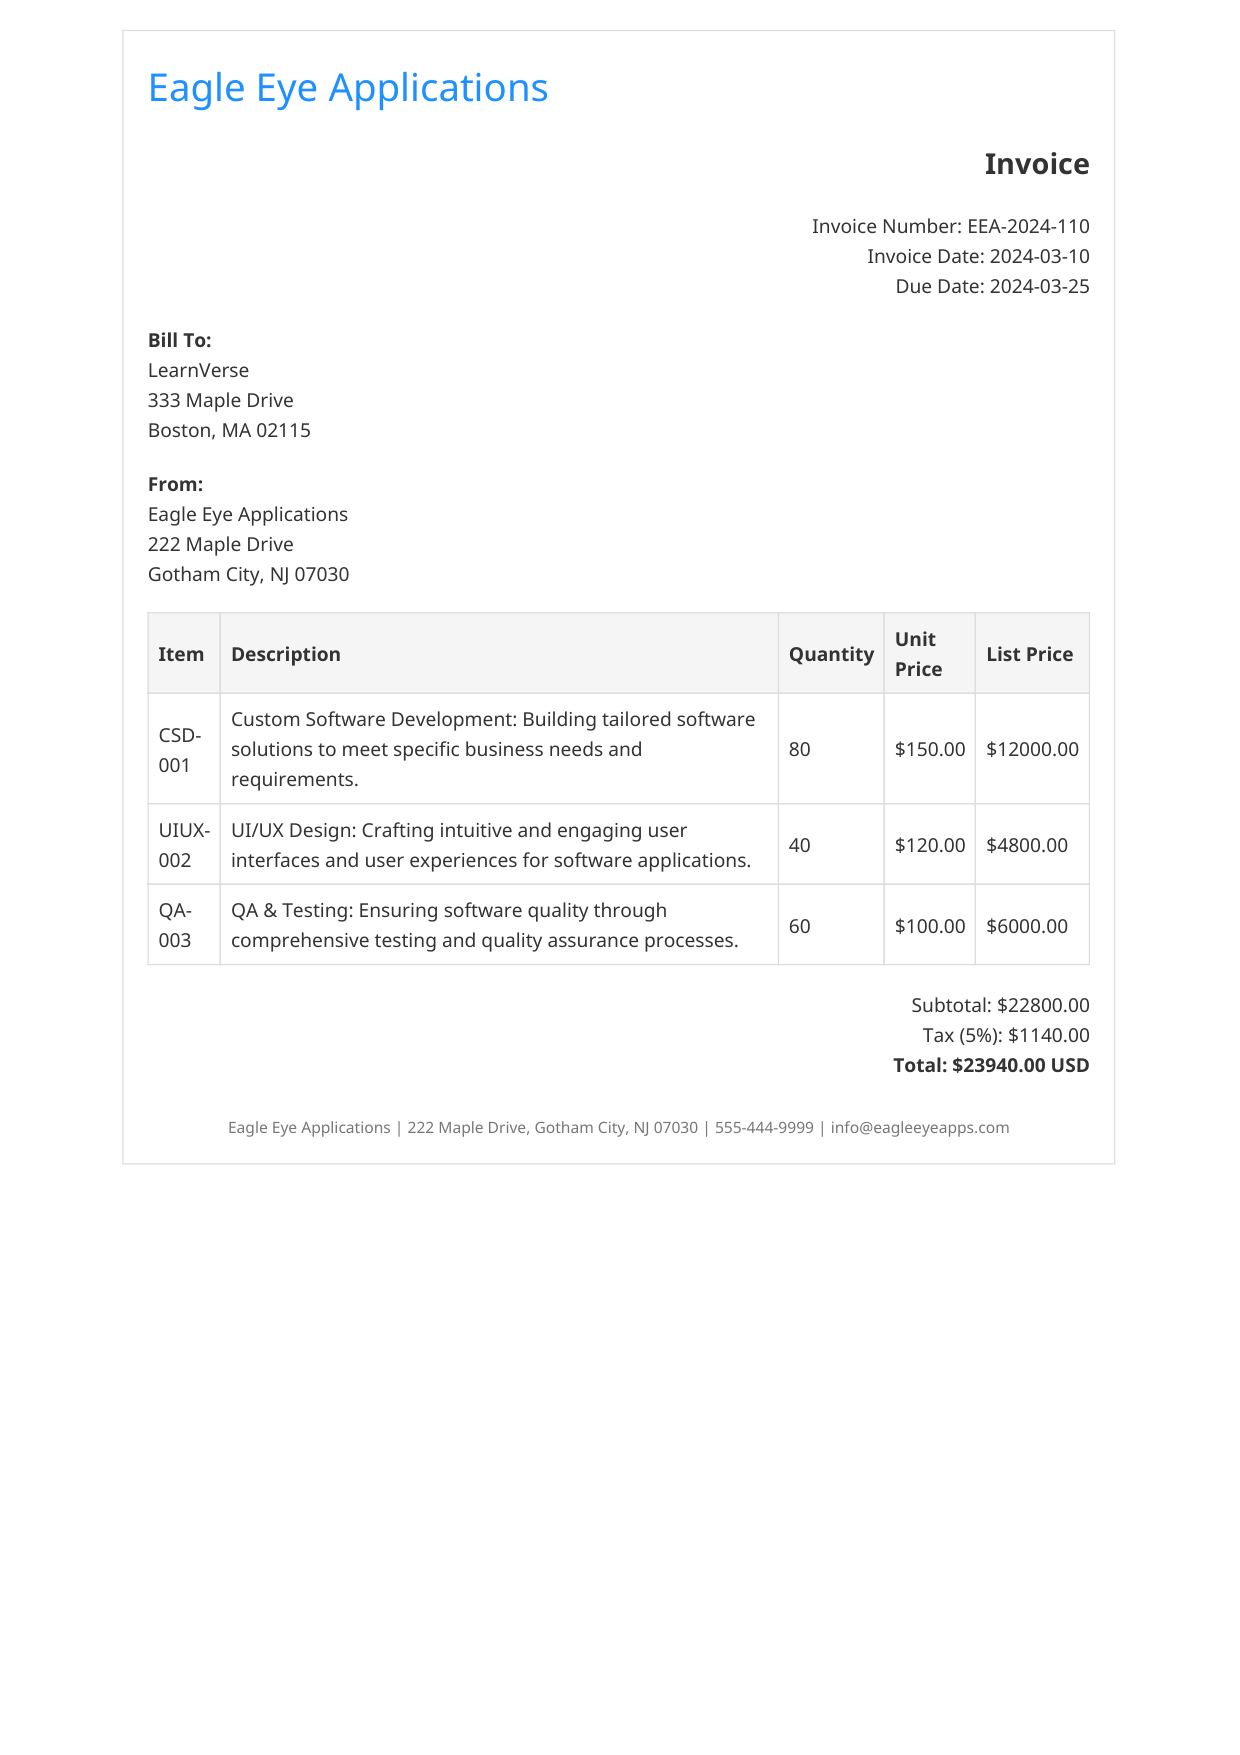 Eagle Eye Applications
Invoice
Invoice Number: EEA-2024-110
Invoice Date: 2024-03-10
Due Date: 2024-03-25
Bill To:
LearnVerse
333 Maple Drive
Boston, MA 02115
From:
Eagle Eye Applications
222 Maple Drive
Gotham City, NJ 07030
Item Description Quantity Unit Price List Price
CSD-001 Custom Software Development: Building tailored software solutions to meet specific business needs and requirements. 80 $150.00 $12000.00
UIUX-002 UI/UX Design: Crafting intuitive and engaging user interfaces and user experiences for software applications. 40 $120.00 $4800.00
QA-003 QA & Testing: Ensuring software quality through comprehensive testing and quality assurance processes. 60 $100.00 $6000.00
Subtotal: $22800.00
Tax (5%): $1140.00
Total: $23940.00 USD
Eagle Eye Applications | 222 Maple Drive, Gotham City, NJ 07030 | 555-444-9999 | info@eagleeyeapps.com